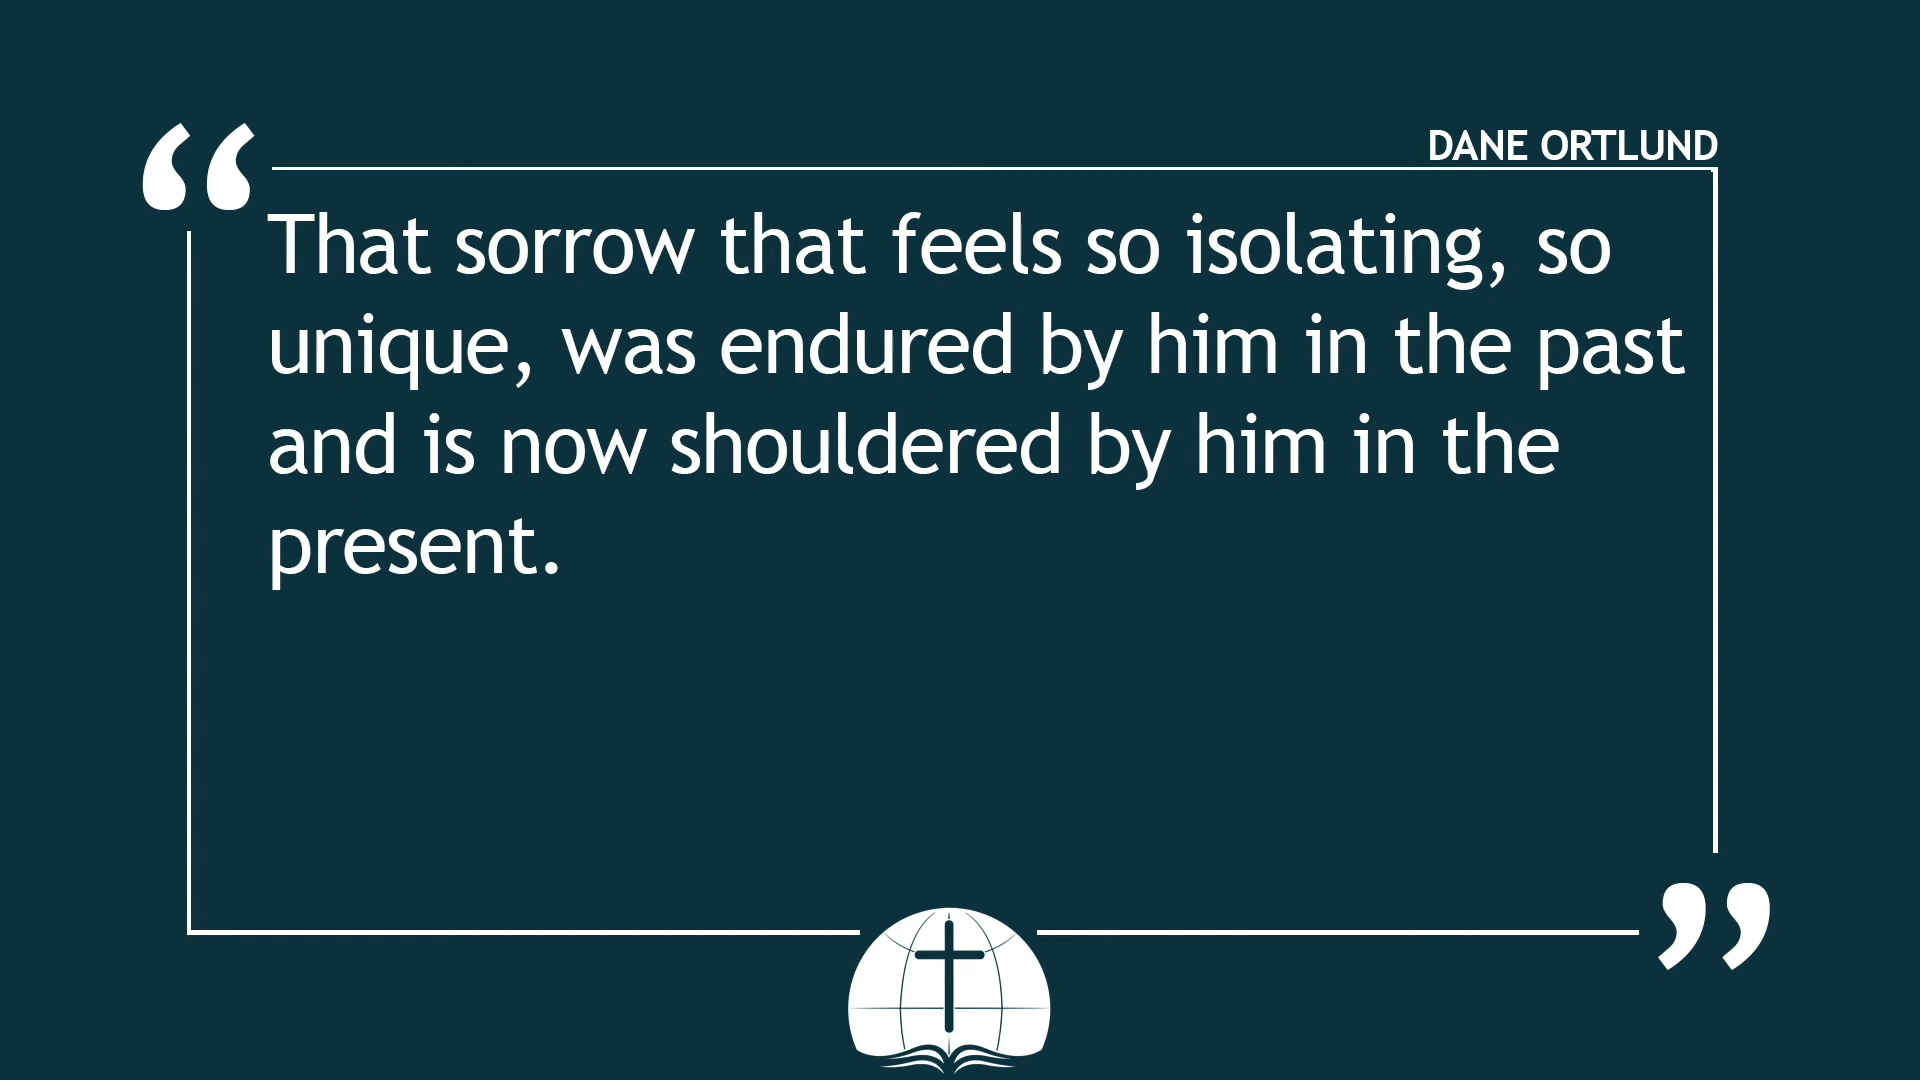 DANE ORTLUND
“That sorrow that feels so isolating, so
unique, was endured by him in the past
and is now shouldered by him in the
present.”